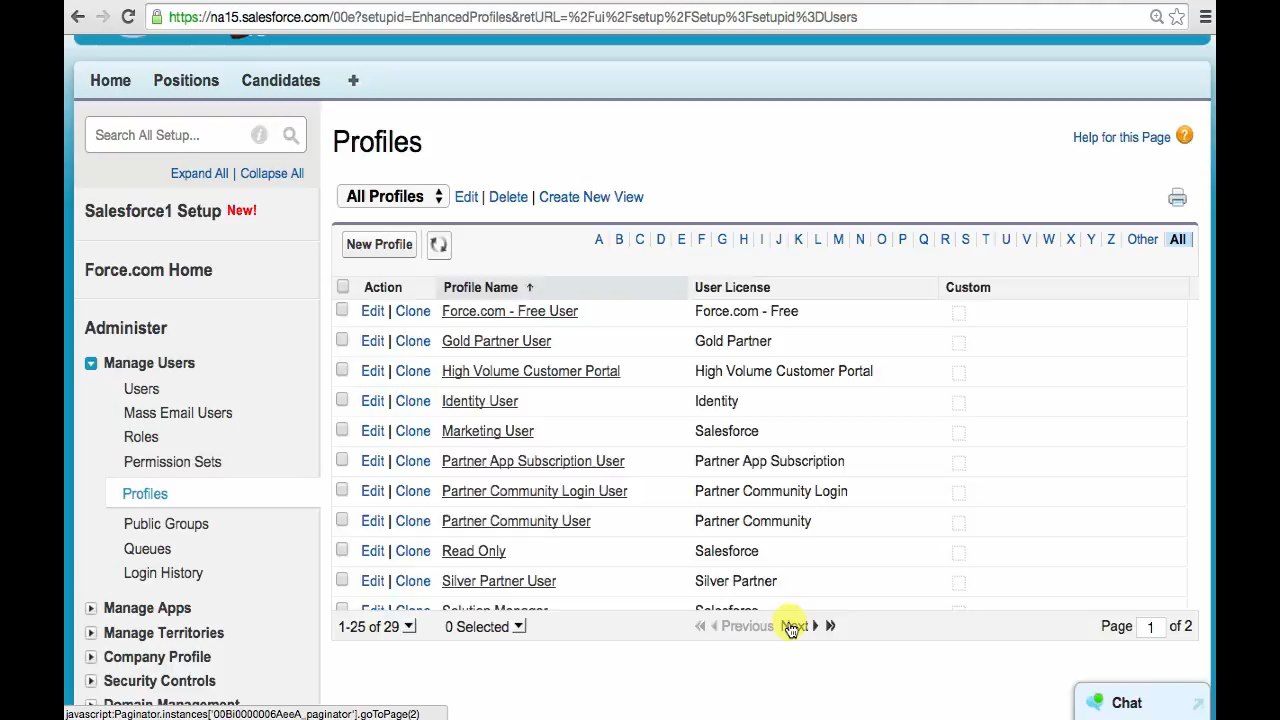 https://na15.salesforce.com/00e?setupid=EnhancedProfiles&retURL=%2Fui%2Fsetup%2FSetup%3Fsetupid%3DUsers
Home Positions Candidates +
Search All Setup...
Expand All | Collapse All
Salesforce1 Setup New!
Force.com Home
Administer
Manage Users
Users
Mass Email Users
Roles
Permission Sets
Profiles
Public Groups
Queues
Login History
Manage Apps
Manage Territories
Company Profile
Security Controls
Domain Management
Profiles
Help for this Page ?
All Profiles Edit | Delete | Create New View
New Profile A B C D E F G H I J K L M N O P Q R S T U V W X Y Z Other All
Action Profile Name User License Custom
Edit | Clone Force.com - Free User Force.com - Free
Edit | Clone Gold Partner User Gold Partner
Edit | Clone High Volume Customer Portal High Volume Customer Portal
Edit | Clone Identity User Identity
Edit | Clone Marketing User Salesforce
Edit | Clone Partner App Subscription User Partner App Subscription
Edit | Clone Partner Community Login User Partner Community Login
Edit | Clone Partner Community User Partner Community
Edit | Clone Read Only Salesforce
Edit | Clone Silver Partner User Silver Partner
Edit | Clone Solution Manager Salesforce
1-25 of 29 0 Selected Previous Next Page 1 of 2
Chat
javascript:Paginator.instances['00Bi0000006AeeA_paginator'].goToPage(2)